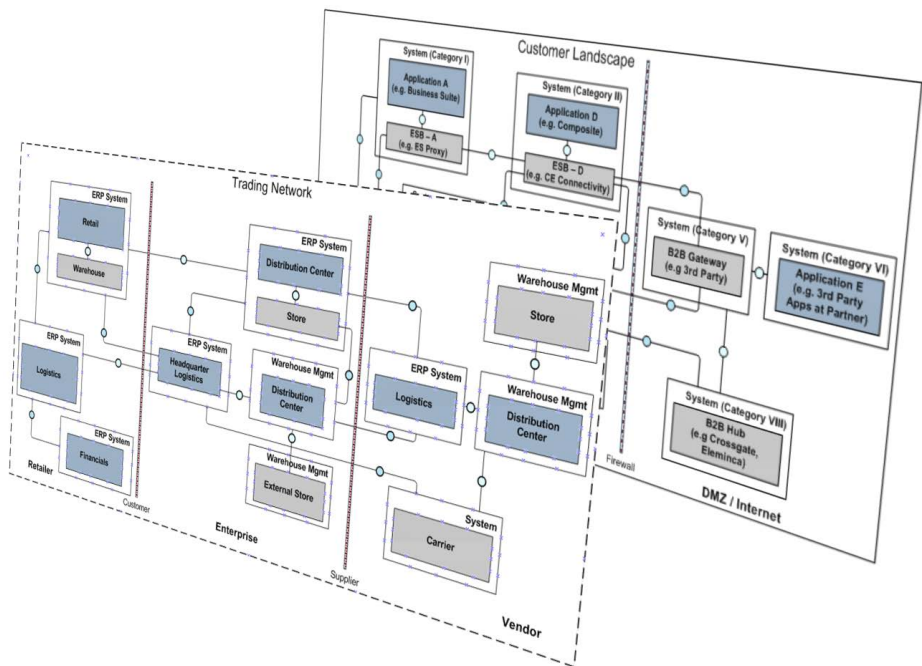 Customer Landscape
System (Category I)
Application A
(e.g. Business Suite)
ESB – A
(e.g. ES Proxy)
System (Category II)
Application D
(e.g. Composite)
ESB – D
(e.g. CE Connectivity)
System (Category V)
B2B Gateway
(e.g 3rd Party)
System (Category VI)
Application E
(e.g. 3rd Party
Apps at Partner)
System (Category VIII)
B2B Hub
(e.g Crossgate,
Eleminca)
Firewall
DMZ / Internet
Trading Network
ERP System
Retail
Warehouse
ERP System
Logistics
ERP System
Financials
Retailer
Customer
ERP System
Distribution Center
Store
ERP System
Headquarter
Logistics
Warehouse Mgmt
Distribution
Center
Warehouse Mgmt
External Store
Enterprise
Supplier
Warehouse Mgmt
Store
ERP System
Logistics
Warehouse Mgmt
Distribution
Center
System
Carrier
Vendor